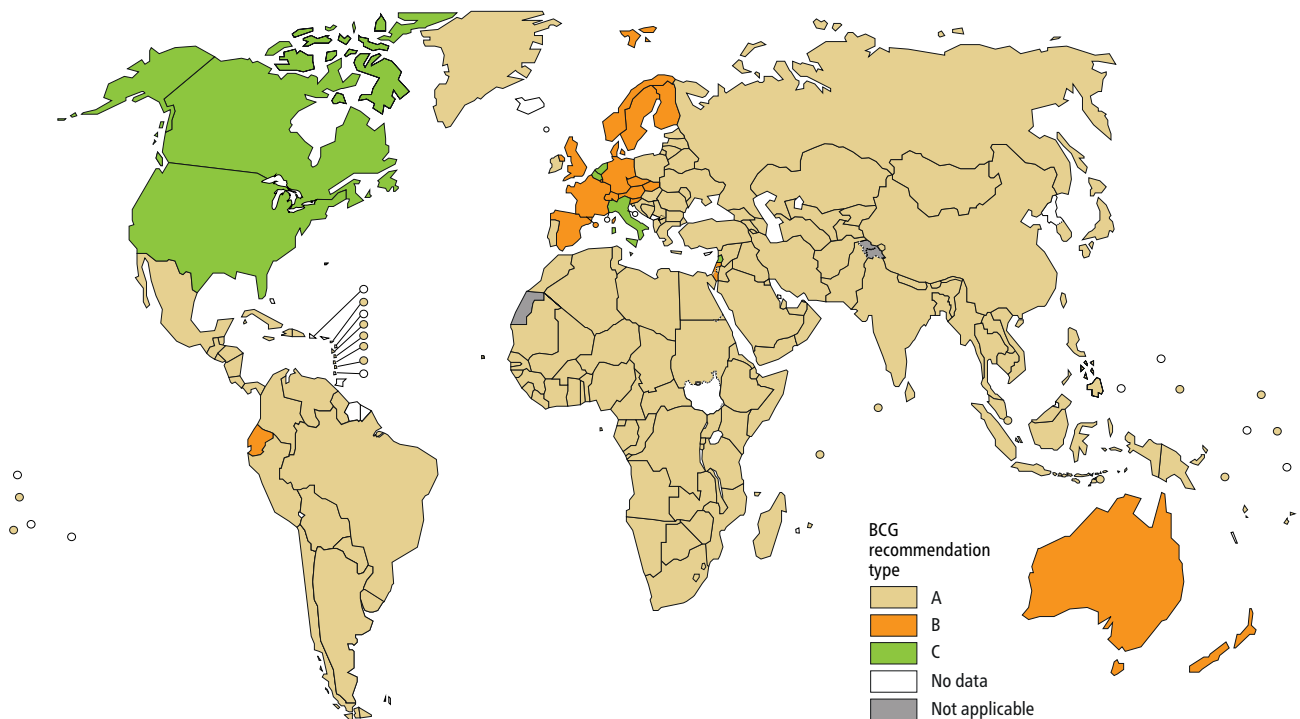 BCG
recommendation
type
A
B
C
No data
Not applicable